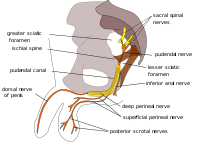 sacral spinal
nerves
greater sciatic
foramen
ischial spine
pudendal nerve
lesser sciatic
foramen
pudendal canal
inferior anal nerve
dorsal nerve
of penis
deep perineal nerve
superficial perineal nerve
posterior scrotal nerves